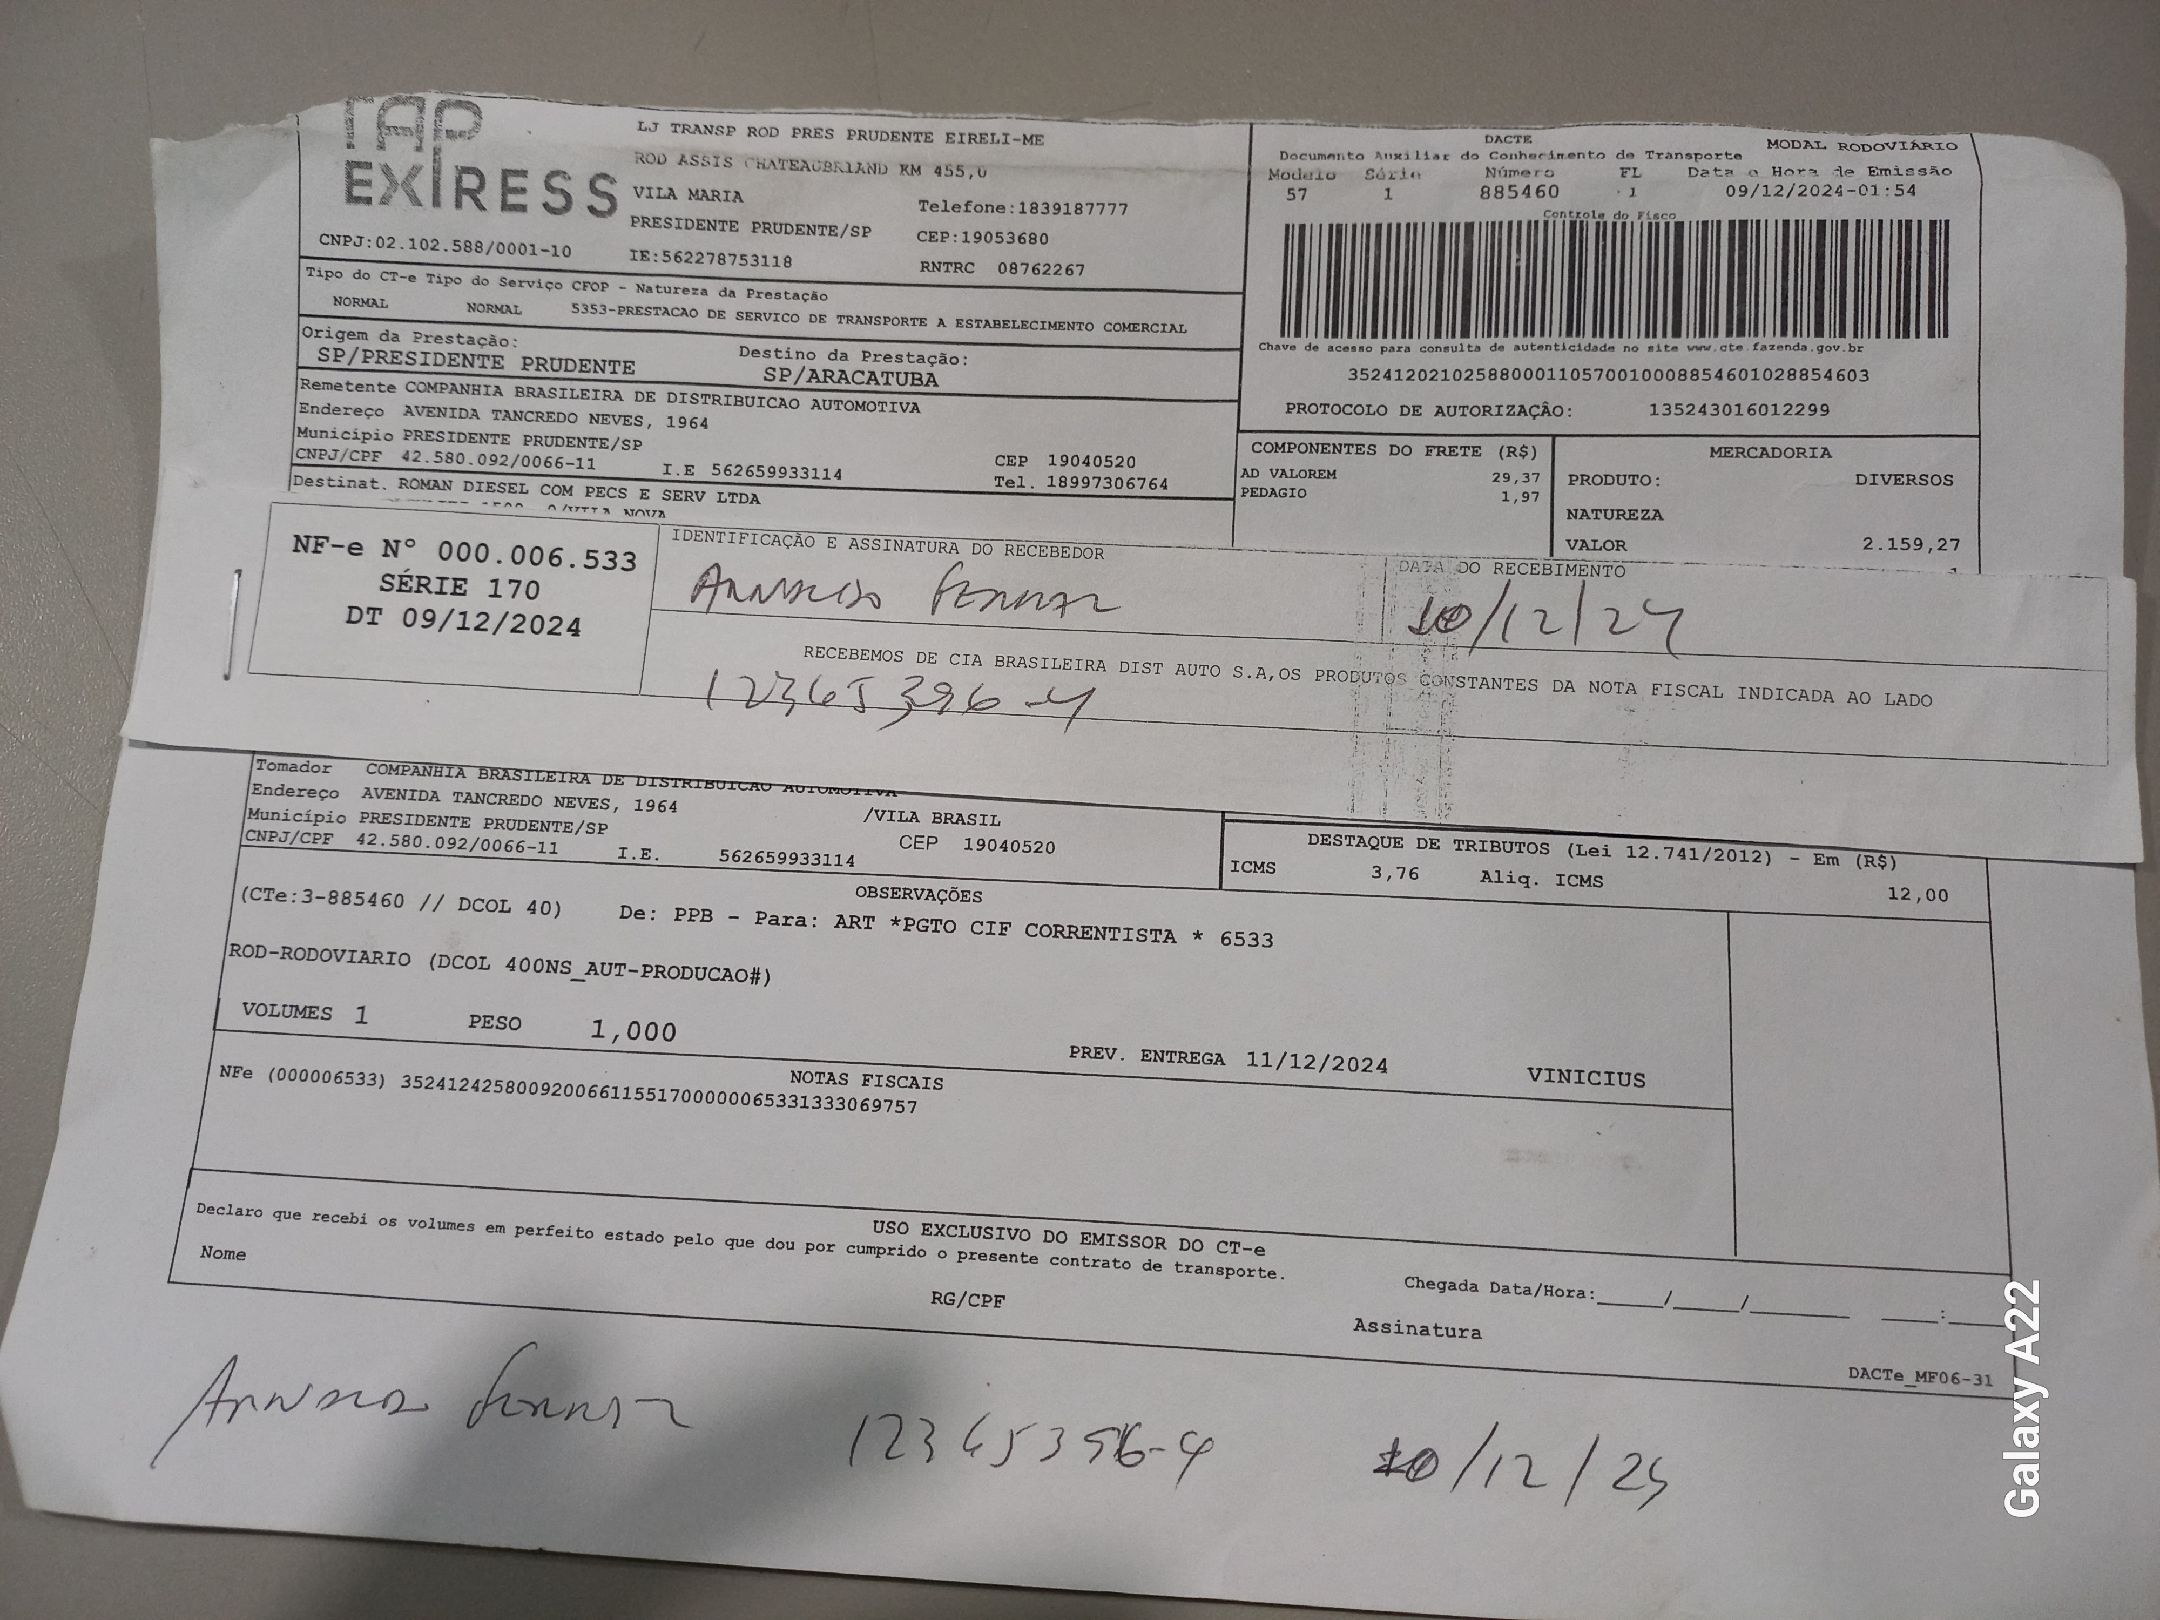 TAP
EXPRESS
LJ TRANSP ROD PRES PRUDENTE EIRELI-ME
ROD ASSIS CHATEAUBRIAND KM 455,0
VILA MARIA
Telefone:1839187777
PRESIDENTE PRUDENTE/SP
CEP:19053680
CNPJ:02.102.588/0001-10
IE:562278753118
RNTRC 08762267
DACTE
MODAL RODOVIÁRIO
Documento Auxiliar do Conhecimento de Transporte
Modelo Série Número FL Data e Hora de Emissão
57 1 885460 1 09/12/2024-01:54
Controle do Fisco
Chave de acesso para consulta de autenticidade no site www.cte.fazenda.gov.br
35241202102588000110570010008854601028854603
PROTOCOLO DE AUTORIZAÇÃO: 135243016012299
Tipo do CT-e Tipo do Serviço CFOP - Natureza da Prestação
NORMAL NORMAL 5353-PRESTACAO DE SERVICO DE TRANSPORTE A ESTABELECIMENTO COMERCIAL
Origem da Prestação: Destino da Prestação:
SP/PRESIDENTE PRUDENTE SP/ARACATUBA
Remetente COMPANHIA BRASILEIRA DE DISTRIBUICAO AUTOMOTIVA
Endereço AVENIDA TANCREDO NEVES, 1964
Município PRESIDENTE PRUDENTE/SP CEP 19040520
CNPJ/CPF 42.580.092/0066-11 I.E 562659933114 Tel. 18997306764
Destinat. ROMAN DIESEL COM PECS E SERV LTDA
COMPONENTES DO FRETE (R$)
AD VALOREM 29,37
PEDAGIO 1,97
MERCADORIA
PRODUTO: DIVERSOS
NATUREZA
VALOR 2.159,27
NF-e Nº 000.006.533
SÉRIE 170
DT 09/12/2024
IDENTIFICAÇÃO E ASSINATURA DO RECEBEDOR
DATA DO RECEBIMENTO
10/12/24
RECEBEMOS DE CIA BRASILEIRA DIST AUTO S.A,OS PRODUTOS CONSTANTES DA NOTA FISCAL INDICADA AO LADO
12365396-4
Tomador COMPANHIA BRASILEIRA DE DISTRIBUICAO AUTOMOTIVA
Endereço AVENIDA TANCREDO NEVES, 1964 /VILA BRASIL
Município PRESIDENTE PRUDENTE/SP CEP 19040520
CNPJ/CPF 42.580.092/0066-11 I.E. 562659933114
DESTAQUE DE TRIBUTOS (Lei 12.741/2012) - Em (R$)
ICMS 3,76 Aliq. ICMS 12,00
OBSERVAÇÕES
(CTe:3-885460 // DCOL 40) De: PPB - Para: ART *PGTO CIF CORRENTISTA * 6533
ROD-RODOVIARIO (DCOL 400NS_AUT-PRODUCAO#)
VOLUMES 1 PESO 1,000 PREV. ENTREGA 11/12/2024 VINICIUS
NOTAS FISCAIS
NFe (000006533) 35241242580092006611551700000065331333069757
USO EXCLUSIVO DO EMISSOR DO CT-e
Declaro que recebi os volumes em perfeito estado pelo que dou por cumprido o presente contrato de transporte.
Nome RG/CPF Assinatura Chegada Data/Hora:_____/_____/_______ ____:____
DACTe_MF06-31
12365396-4 10/12/24
Galaxy A22